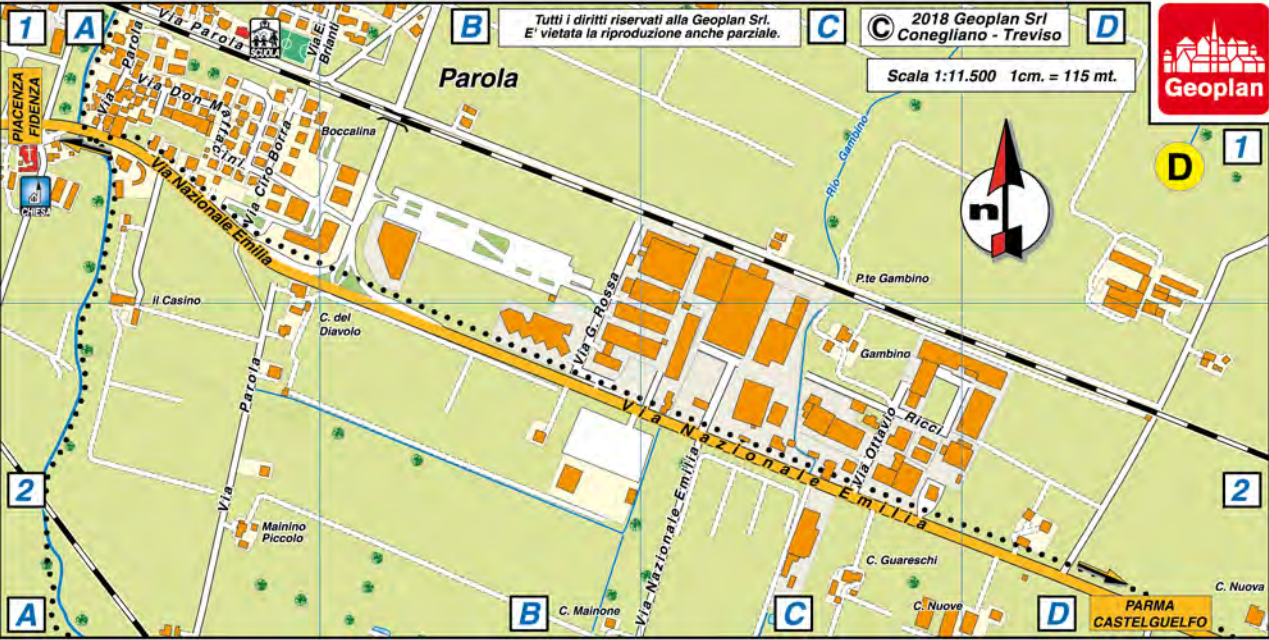 1
A
Via Parola
SCUOLA
Via E.
Brianti
B
Tutti i diritti riservati alla Geoplan Srl.
E' vietata la riproduzione anche parziale.
C
© 2018 Geoplan Srl
Conegliano - Treviso
D
Geoplan
Parola
Scala 1:11.500 1cm. = 115 mt.
PIACENZA
FIDENZA
Via Parola
Via Don Maffacini
Via Ciro Borra
Boccalina
Rio Gambino
n
D
1
CHIESA
Via Nazionale Emilia
il Casino
C. del
Diavolo
Via G. Rossa
P.te Gambino
Gambino
Via Parola
Via Nazionale Emilia
Via Ottavio Ricci
2
2
Mainino
Piccolo
Via Nazionale Emilia
C. Guareschi
C. Mainone
C. Nuove
C. Nuova
A
B
C
D
PARMA
CASTELGUELFO